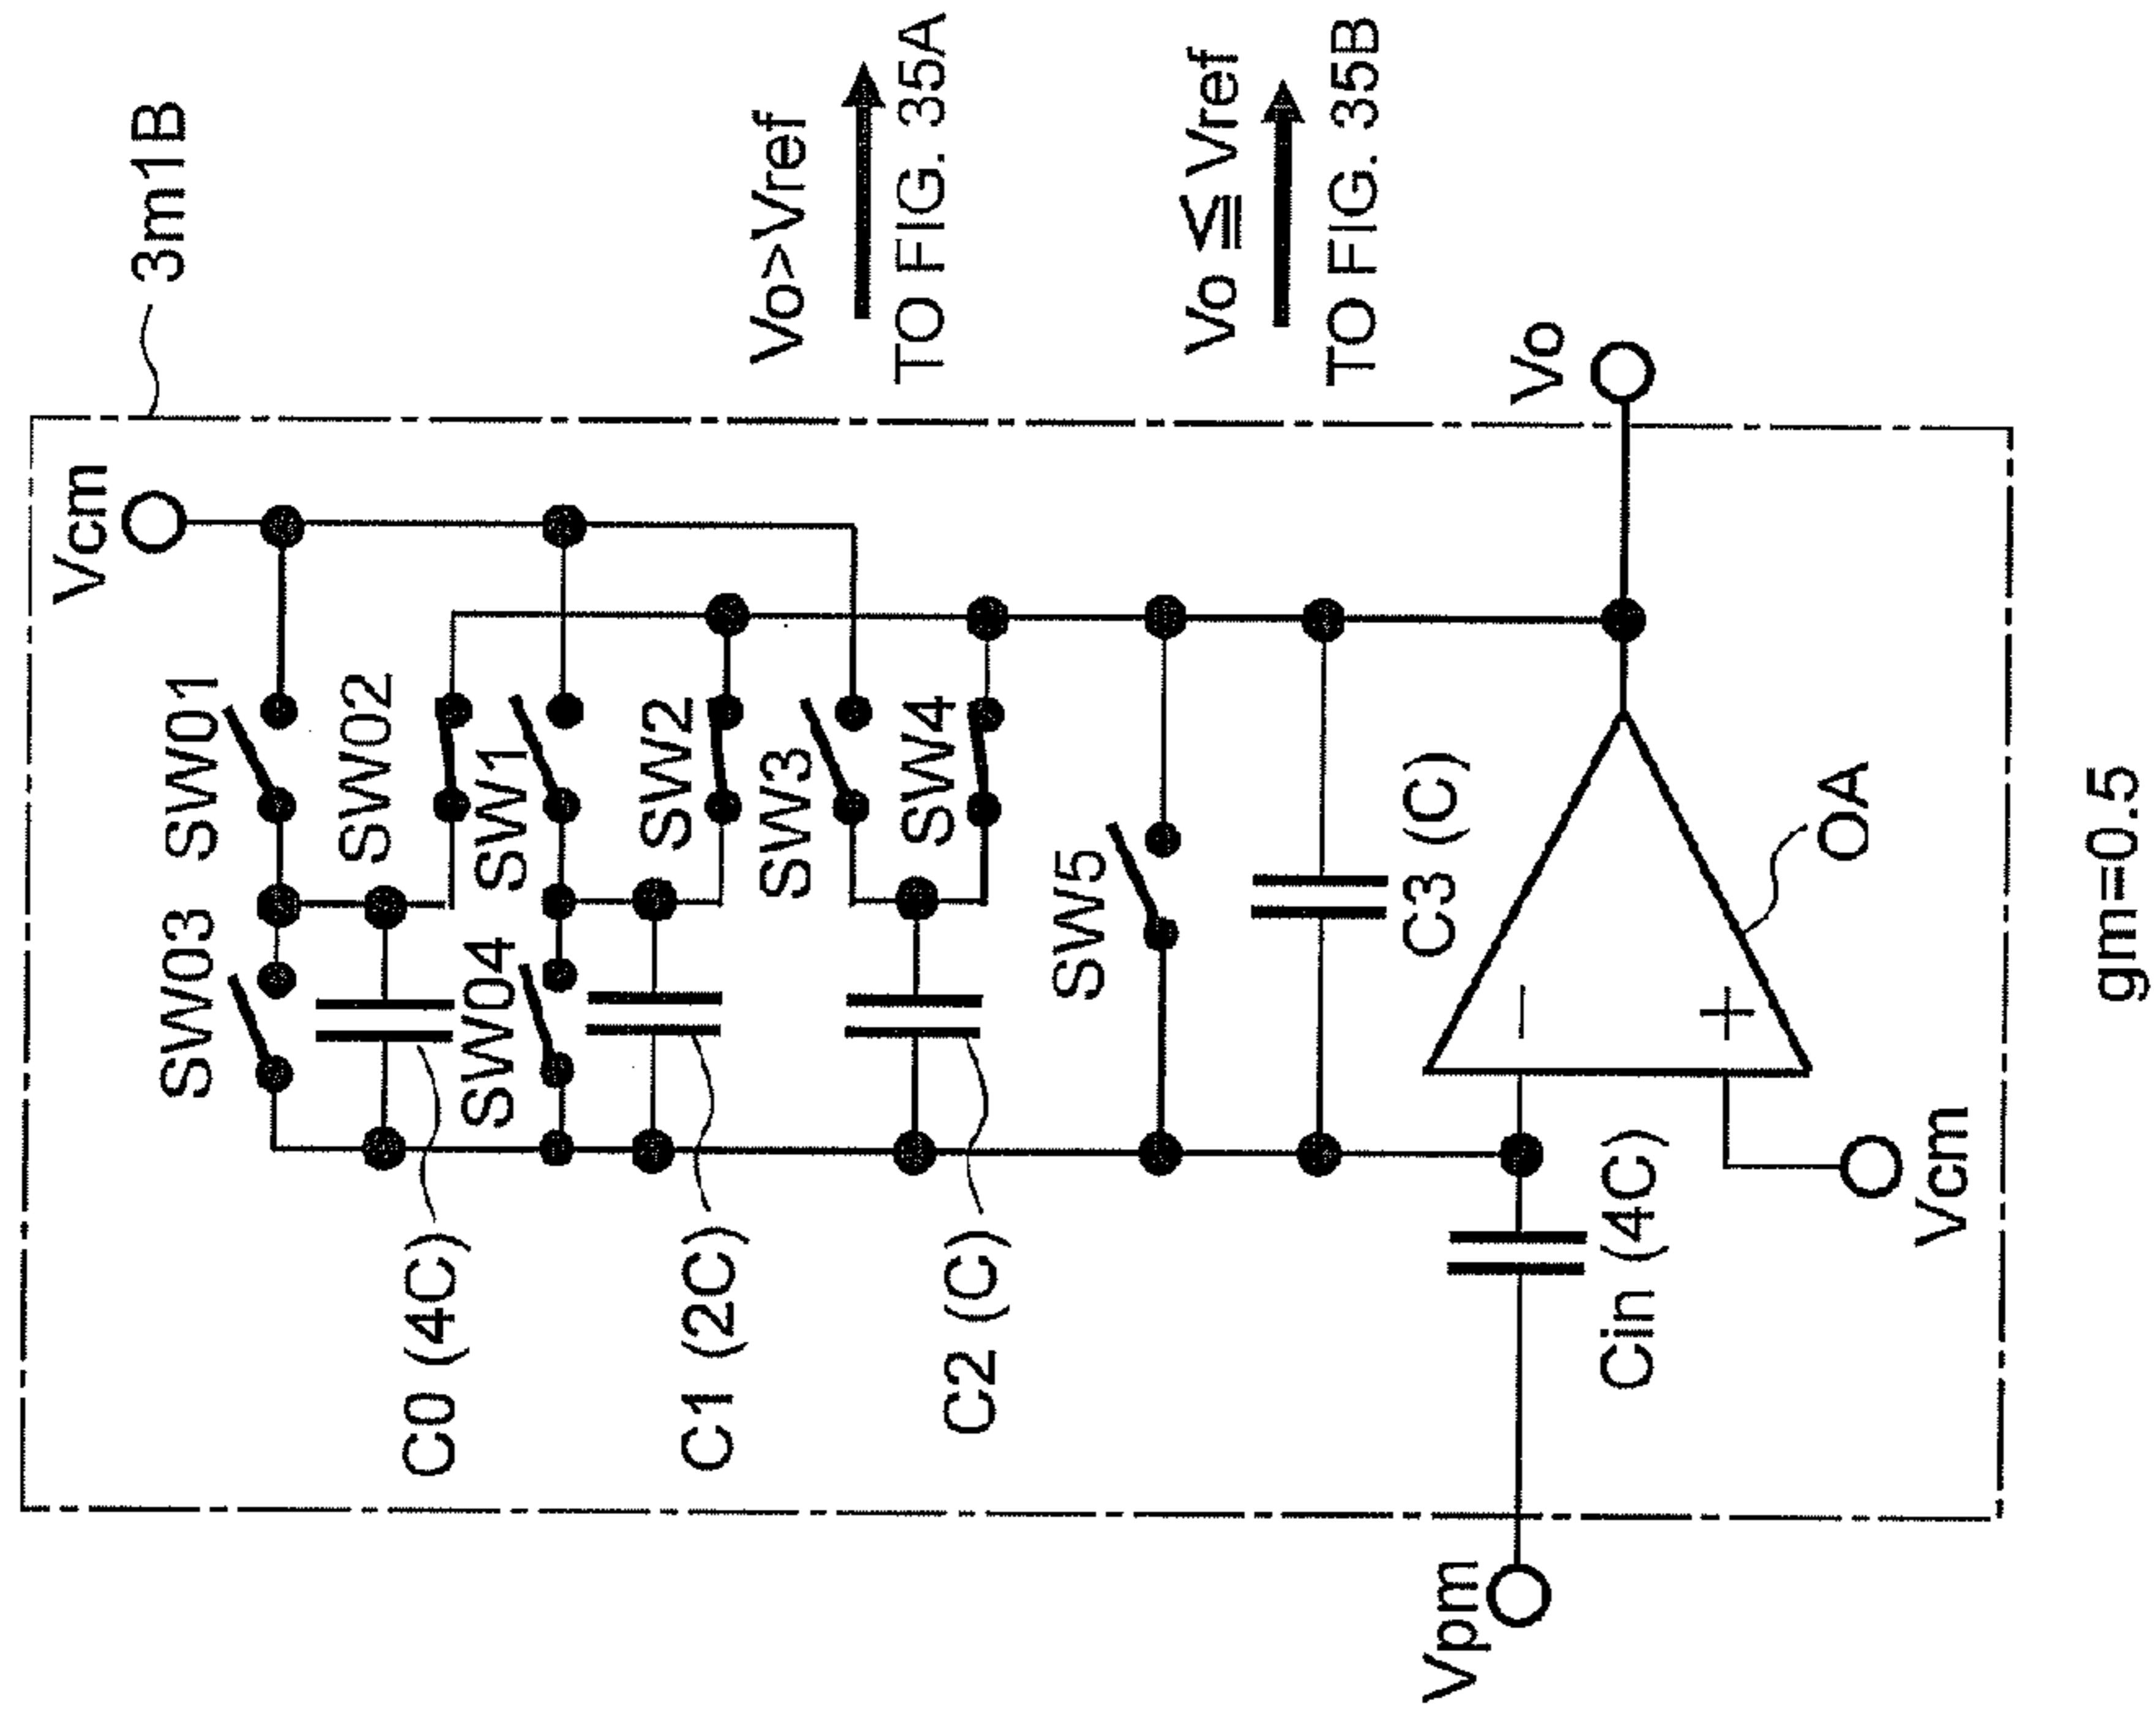 3m1B
Vcm
SW01
SW03
SW02
C0 (4C)
SW1
SW04
SW2
C1 (2C)
SW3
SW4
C2 (C)
SW5
C3 (C)
Vo>Vref
TO FIG. 35A
Vo ≦ Vref
TO FIG. 35B
Vo
Vpm
Cin (4C)
−
+
OA
Vcm
gm=0.5